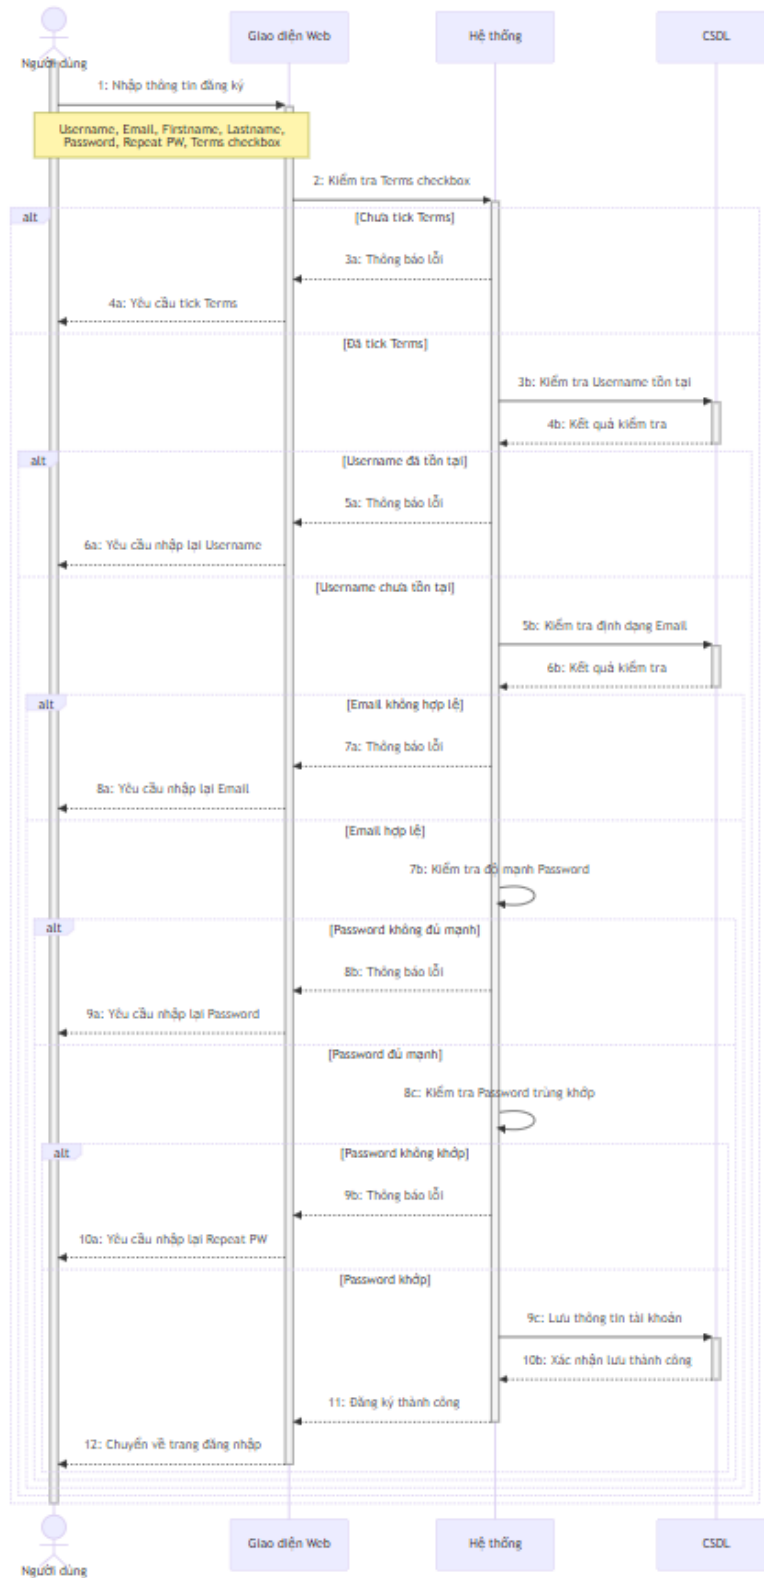 Giao diện Web
Hệ thống
CSDL
Người dùng
1: Nhập thông tin đăng ký
Username, Email, Firstname, Lastname,
Password, Repeat PW, Terms checkbox
2: Kiểm tra Terms checkbox
alt
[Chưa tick Terms]
3a: Thông báo lỗi
4a: Yêu cầu tick Terms
[Đã tick Terms]
3b: Kiểm tra Username tồn tại
4b: Kết quả kiểm tra
alt
[Username đã tồn tại]
5a: Thông báo lỗi
6a: Yêu cầu nhập lại Username
[Username chưa tồn tại]
5b: Kiểm tra định dạng Email
6b: Kết quả kiểm tra
alt
[Email không hợp lệ]
7a: Thông báo lỗi
8a: Yêu cầu nhập lại Email
[Email hợp lệ]
7b: Kiểm tra độ mạnh Password
alt
[Password không đủ mạnh]
8b: Thông báo lỗi
9a: Yêu cầu nhập lại Password
[Password đủ mạnh]
8c: Kiểm tra Password trùng khớp
alt
[Password không khớp]
9b: Thông báo lỗi
10a: Yêu cầu nhập lại Repeat PW
[Password khớp]
9c: Lưu thông tin tài khoản
10b: Xác nhận lưu thành công
11: Đăng ký thành công
12: Chuyển về trang đăng nhập
Giao diện Web
Hệ thống
CSDL
Người dùng